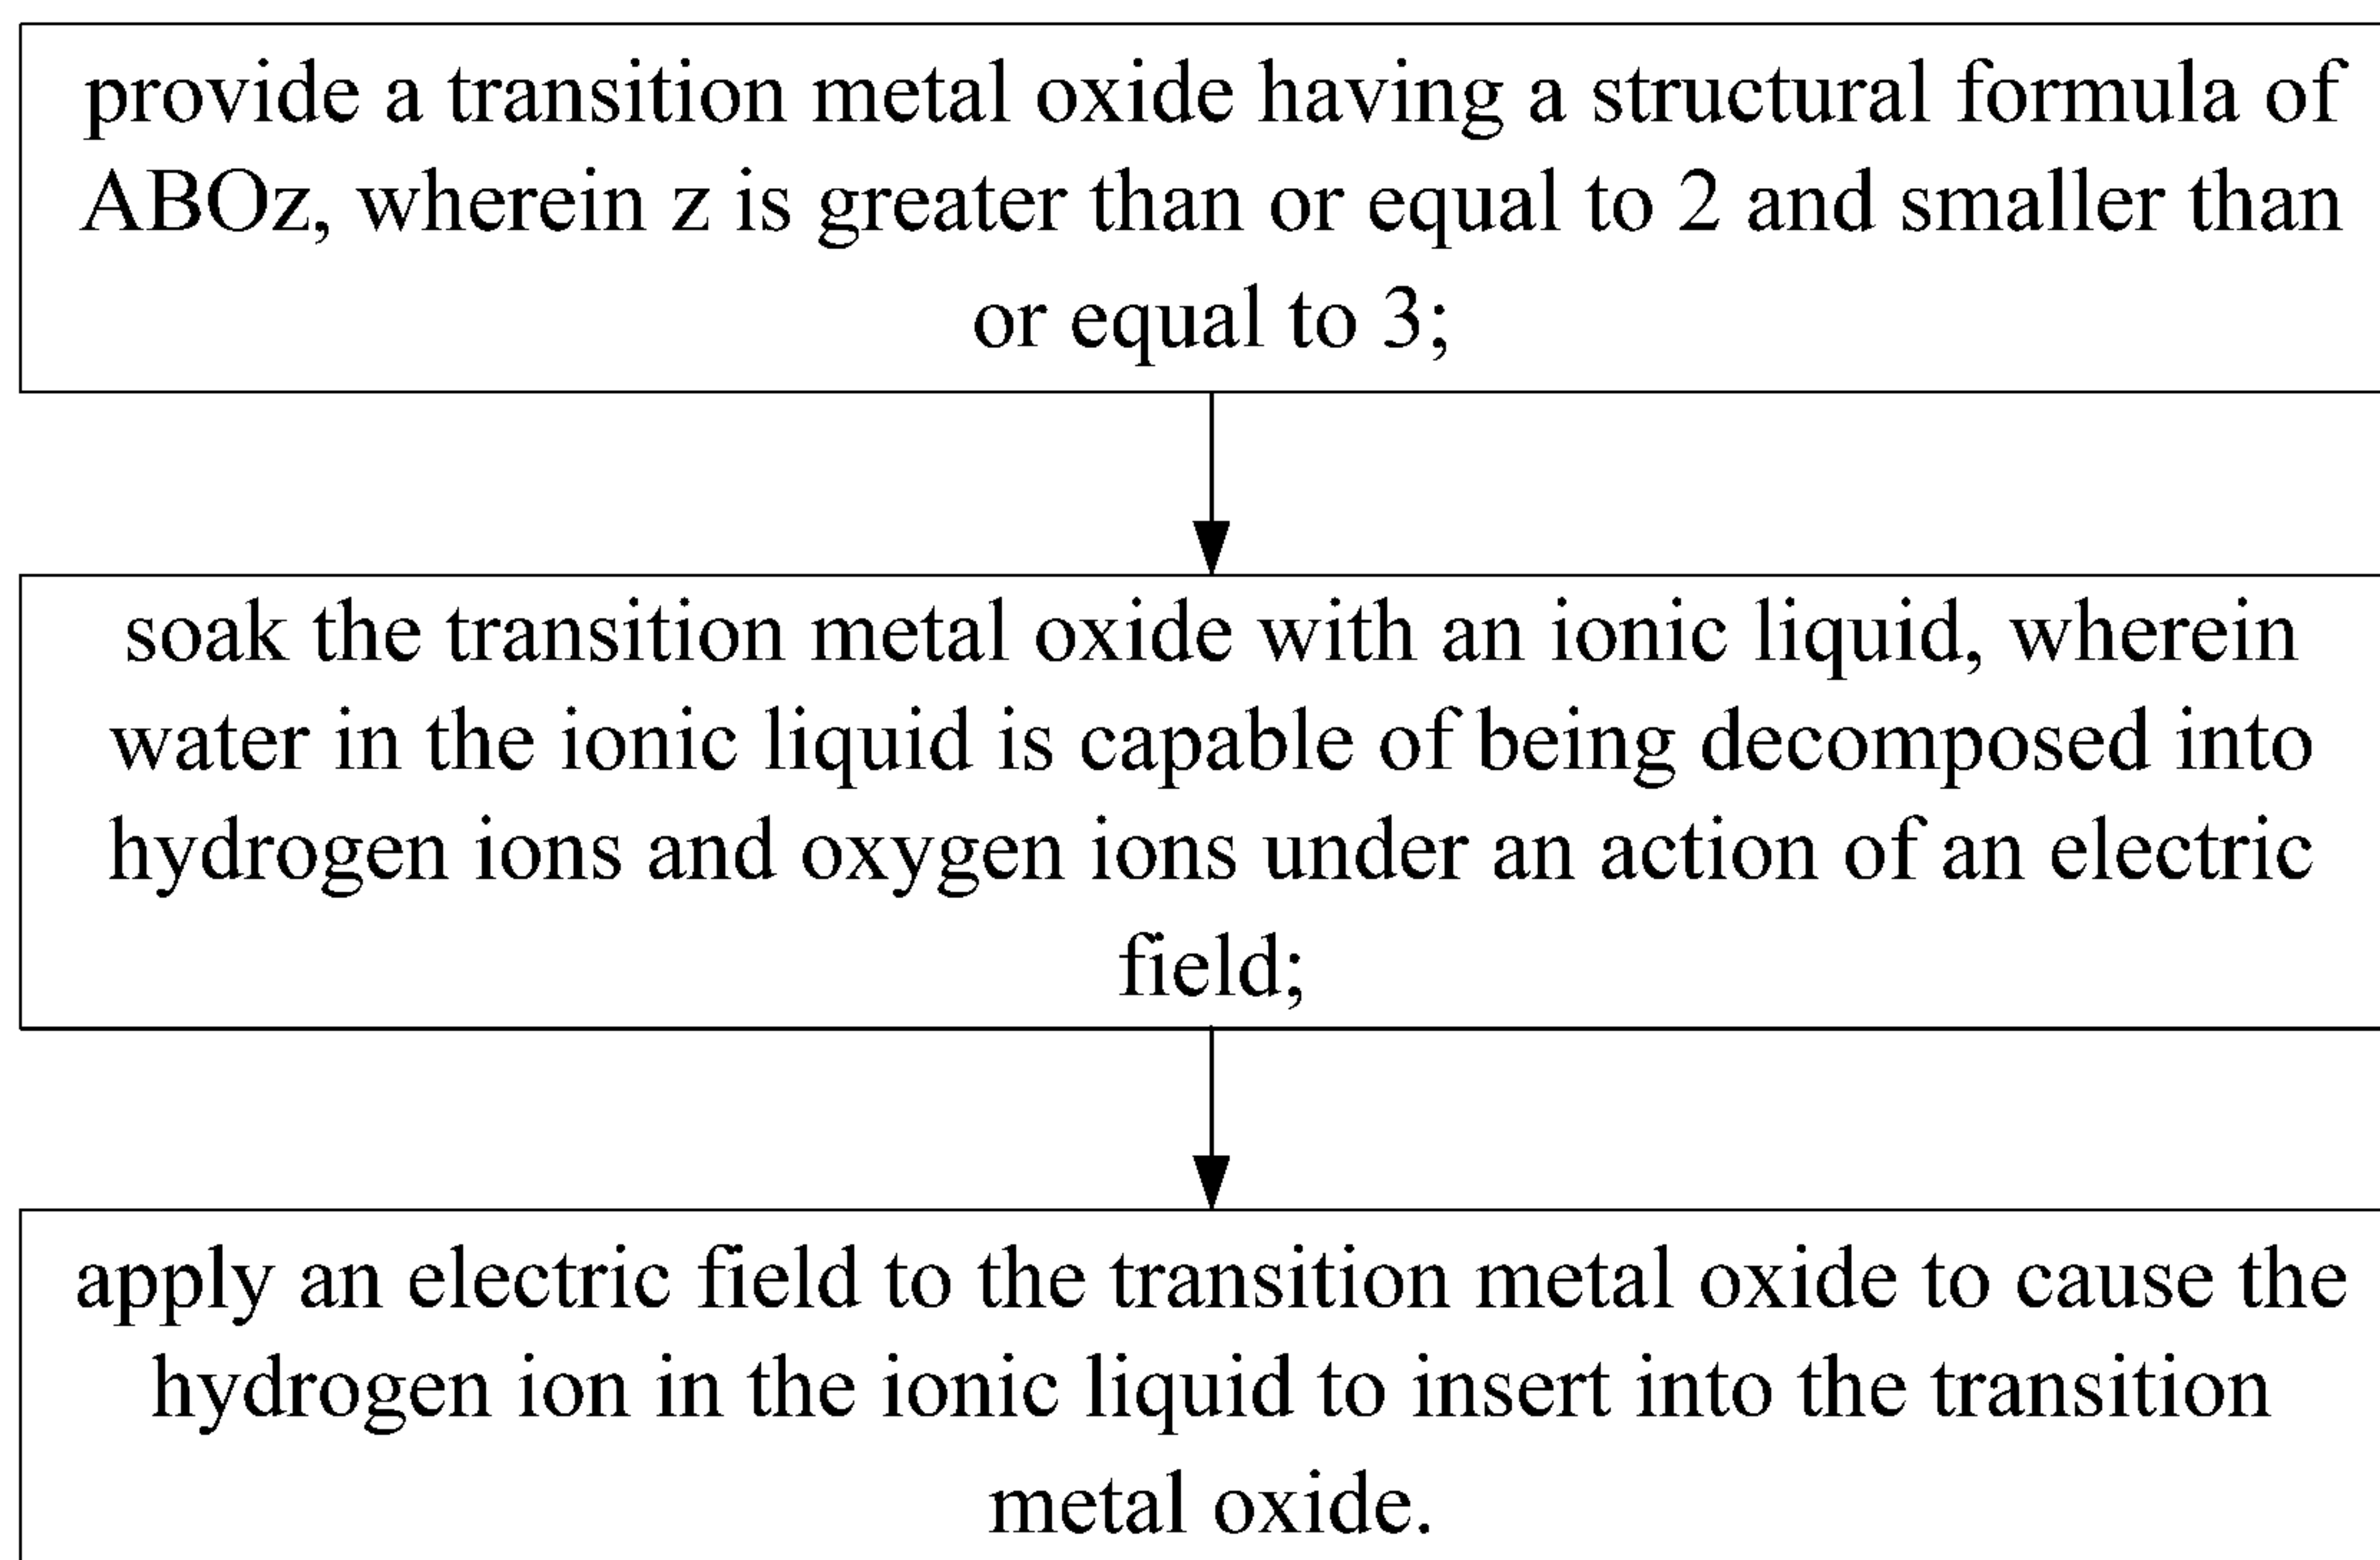 provide a transition metal oxide having a structural formula of
ABOz, wherein z is greater than or equal to 2 and smaller than
or equal to 3;
soak the transition metal oxide with an ionic liquid, wherein
water in the ionic liquid is capable of being decomposed into
hydrogen ions and oxygen ions under an action of an electric
field;
apply an electric field to the transition metal oxide to cause the
hydrogen ion in the ionic liquid to insert into the transition
metal oxide.